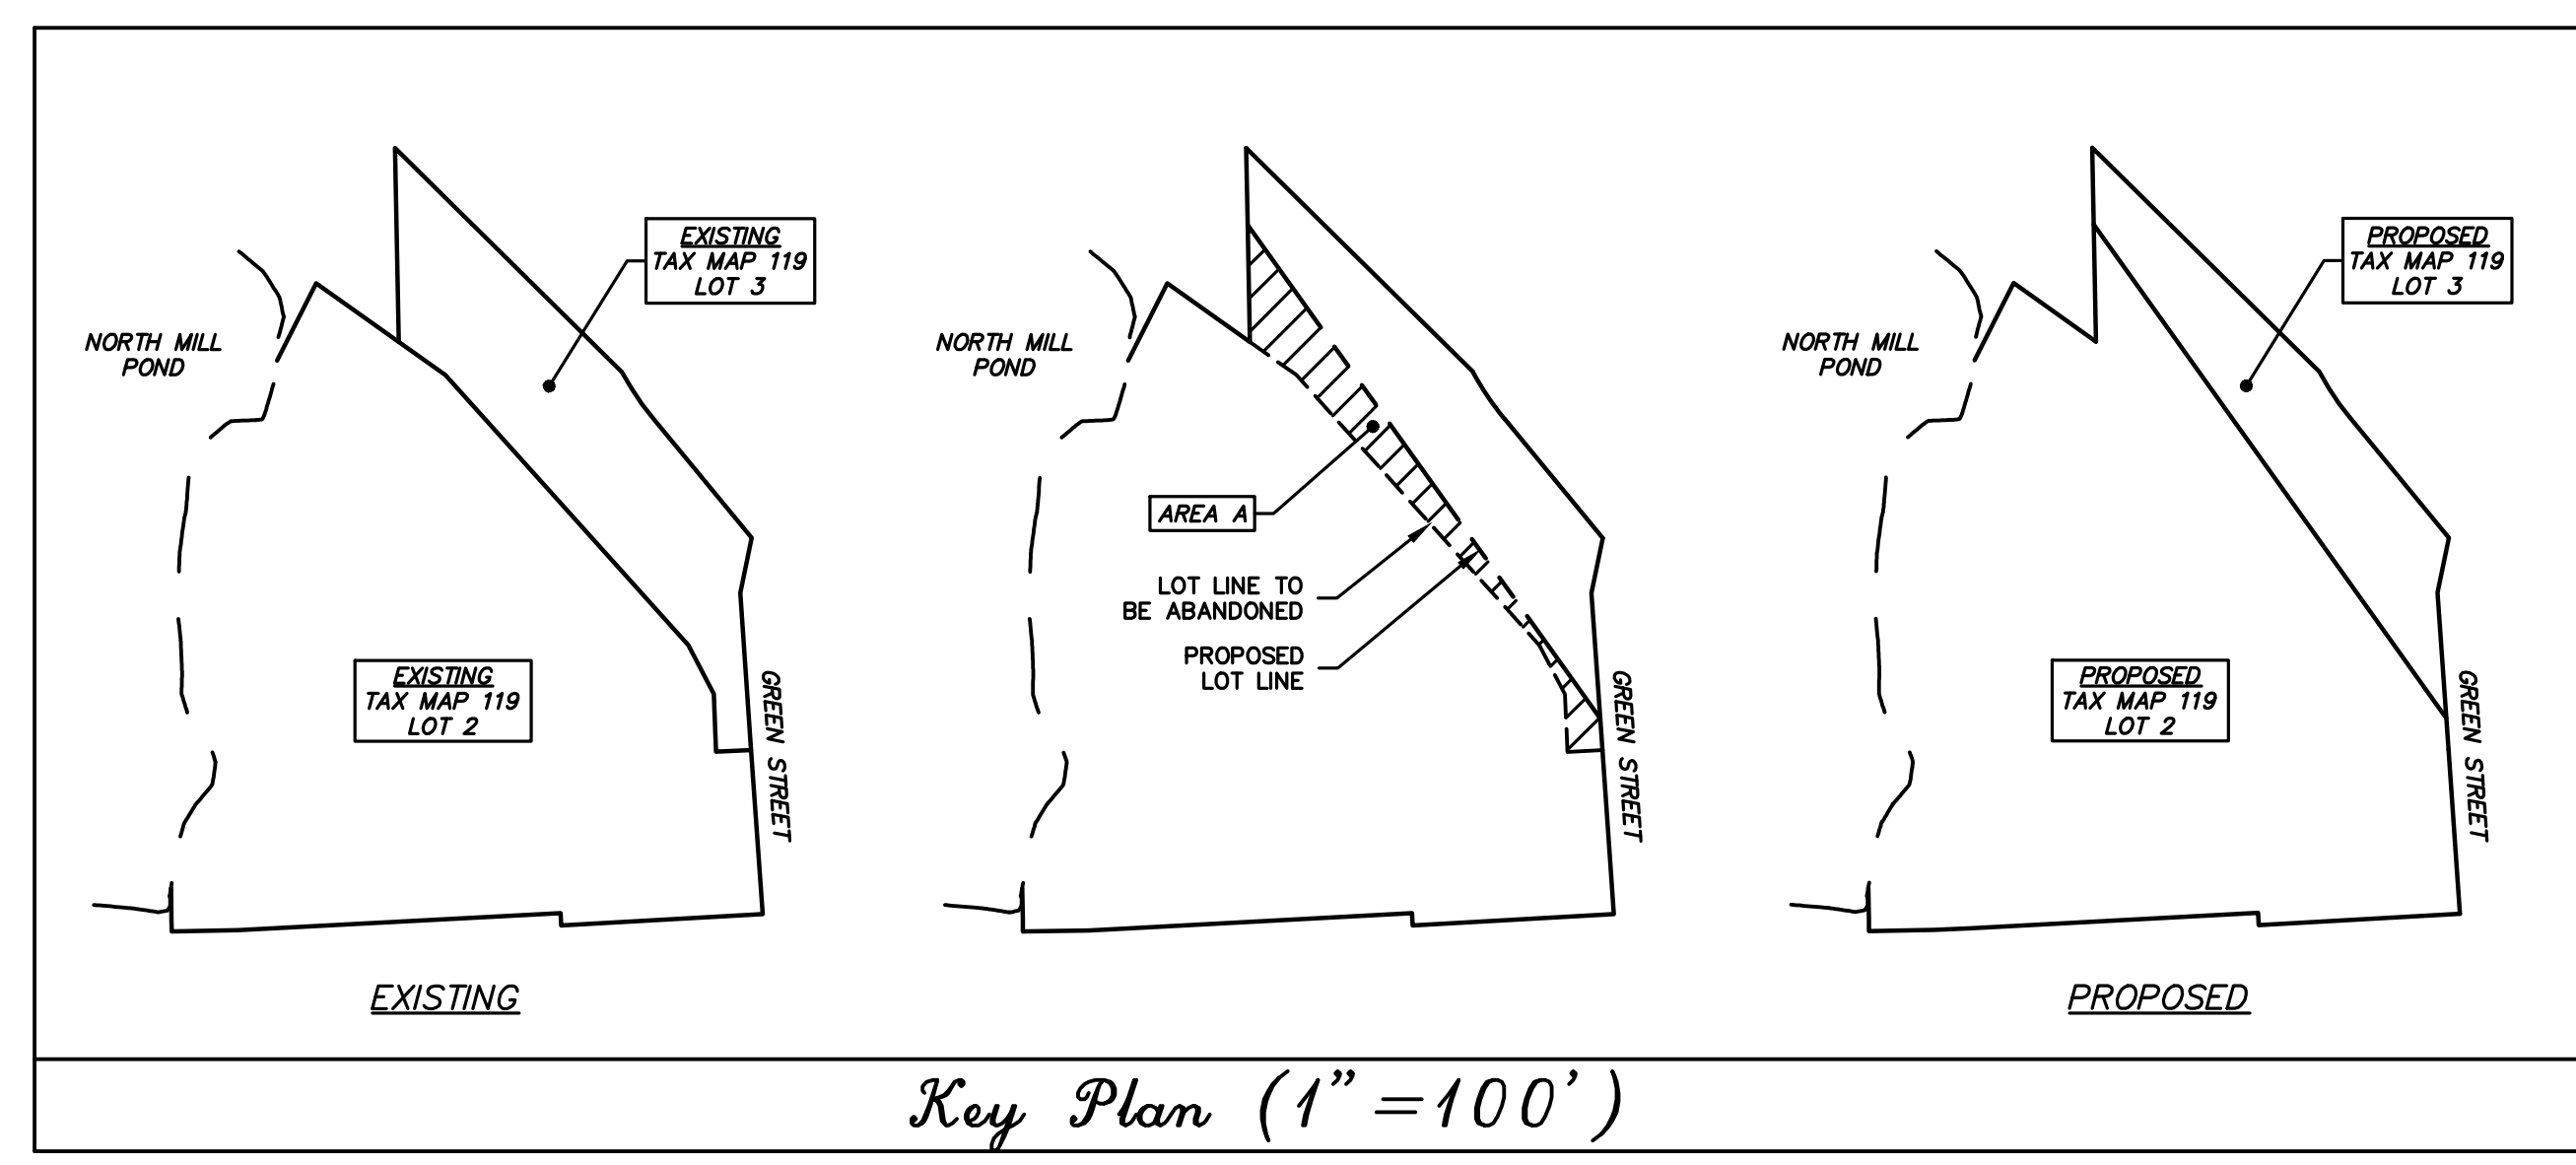 EXISTING
TAX MAP 119
LOT 3
NORTH MILL
POND
EXISTING
TAX MAP 119
LOT 2
GREEN STREET
EXISTING
NORTH MILL
POND
AREA A
LOT LINE TO
BE ABANDONED
PROPOSED
LOT LINE
GREEN STREET
PROPOSED
TAX MAP 119
LOT 3
NORTH MILL
POND
PROPOSED
TAX MAP 119
LOT 2
GREEN STREET
PROPOSED
Key Plan (1"=100')